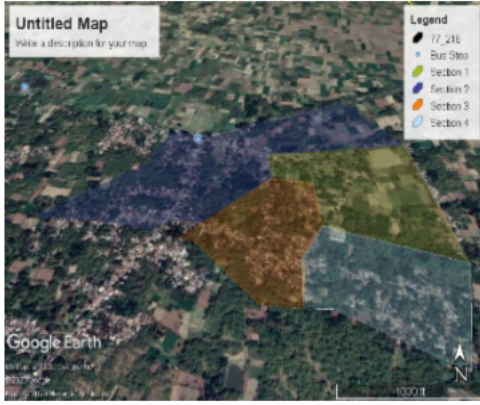 Untitled Map
Write a description for your map.
Legend
77_216
Bus Stop
Section 1
Section 2
Section 3
Section 4
Google Earth
1000 ft
N